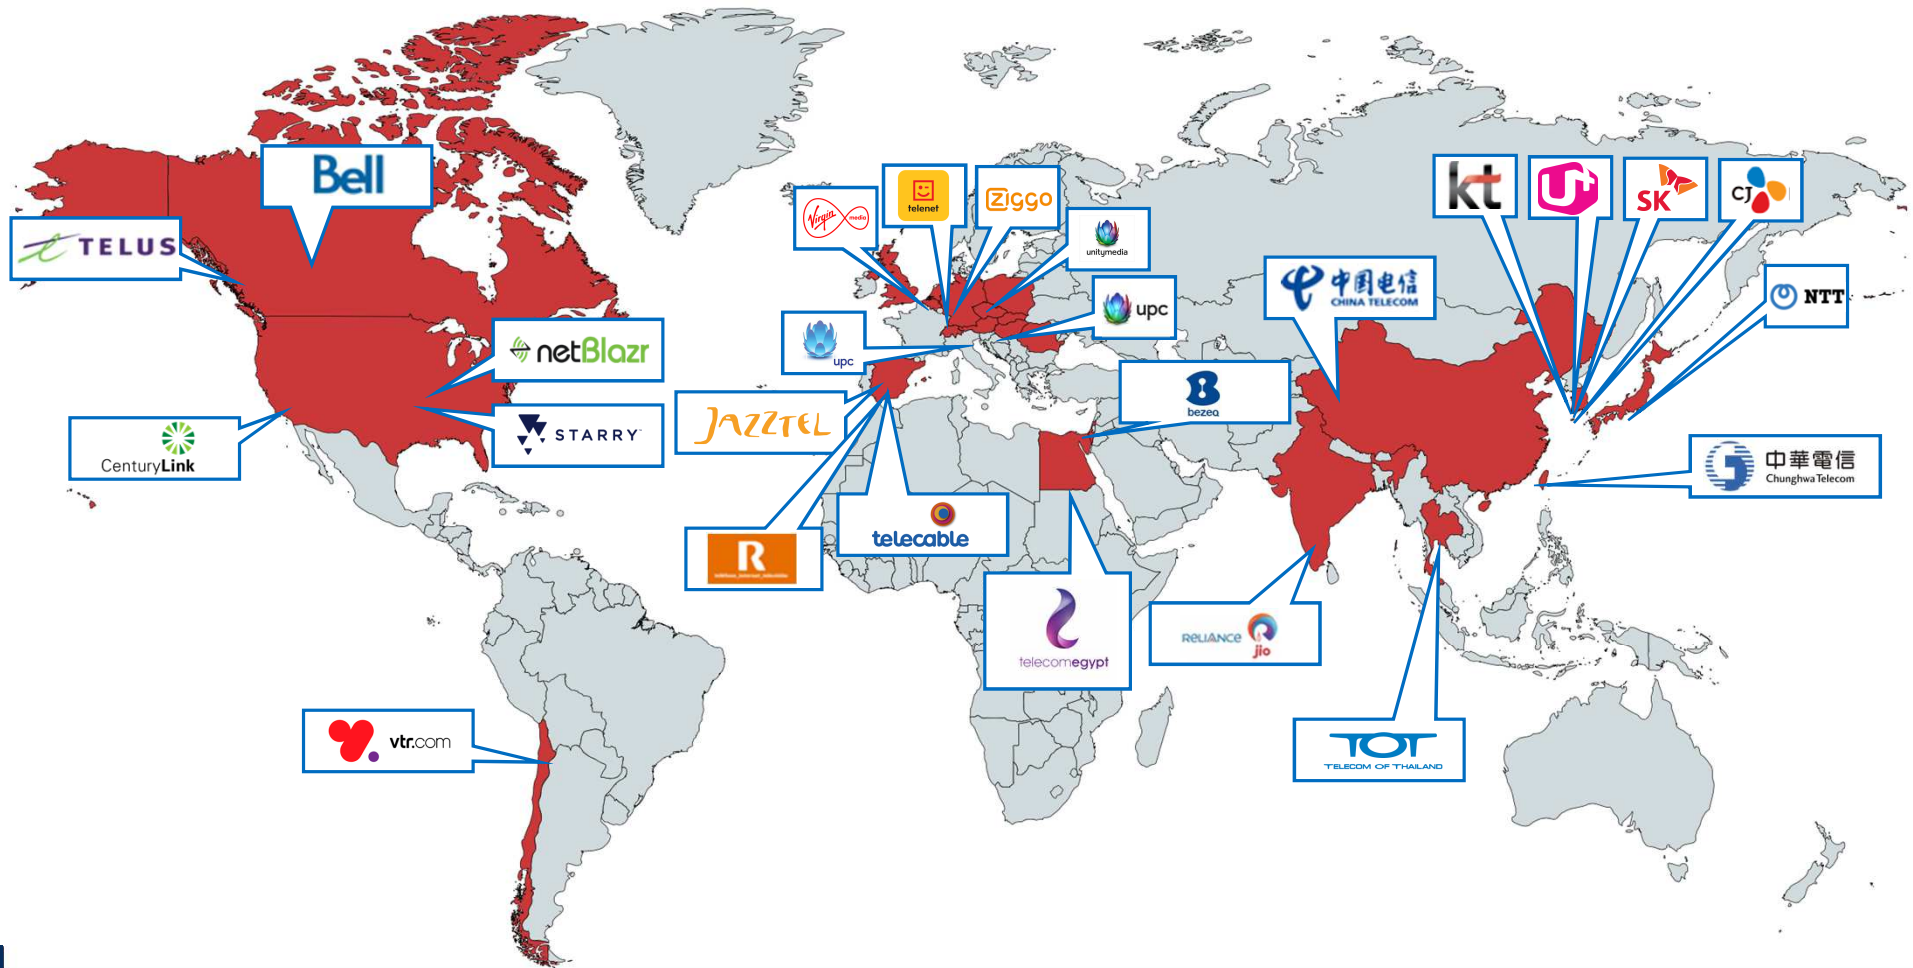 Bell
TELUS
netBlazr
STARRY
CenturyLink
vtr.com
Virgin media
telenet
Ziggo
unitymedia
upc
upc
JAZZTEL
R
telecable
bezeq
telecomegypt
RELIANCE
jio
中国电信
CHINA TELECOM
kt
U+
SK
CJ
NTT
中華電信
Chunghwa Telecom
TOT
TELECOM OF THAILAND